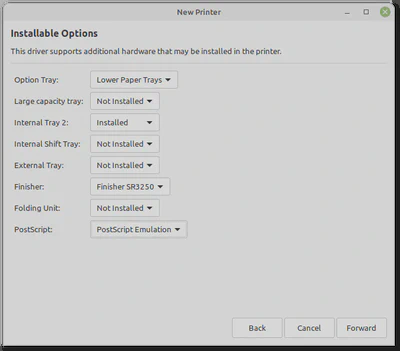 New Printer
Installable Options
This driver supports additional hardware that may be installed in the printer.
Option Tray: Lower Paper Trays
Large capacity tray: Not Installed
Internal Tray 2: Installed
Internal Shift Tray: Not Installed
External Tray: Not Installed
Finisher: Finisher SR3250
Folding Unit: Not Installed
PostScript: PostScript Emulation
Back Cancel Forward